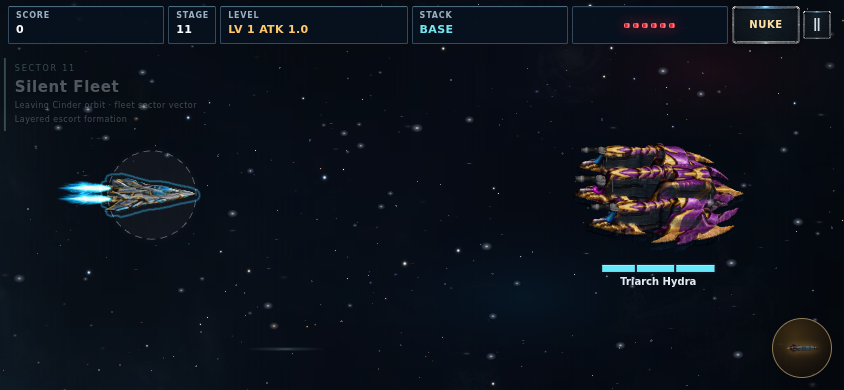 SCORE
0
STAGE
11
LEVEL
LV 1 ATK 1.0
STACK
BASE
NUKE
SECTOR 11
Silent Fleet
Leaving Cinder orbit · fleet sector vector
Layered escort formation
Triarch Hydra